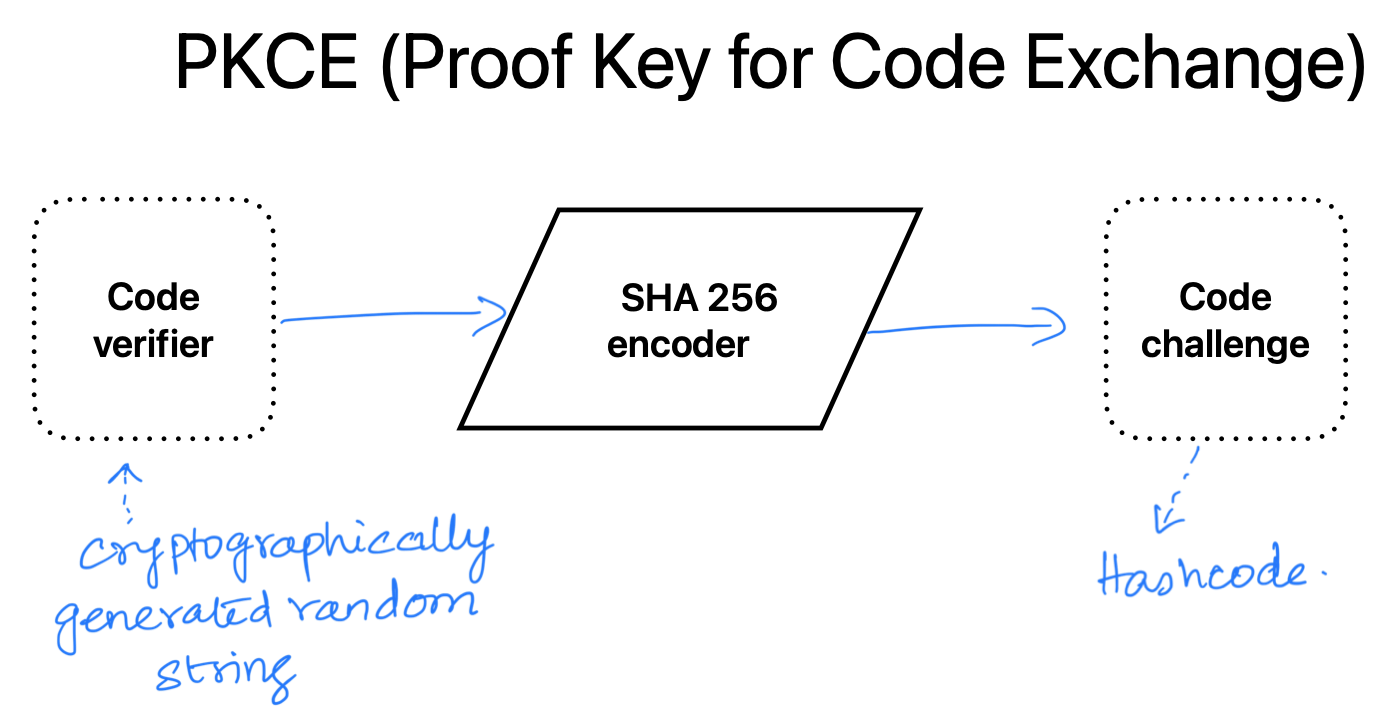 PKCE (Proof Key for Code Exchange)
Code
verifier
SHA 256
encoder
Code
challenge
cryptographically
generated random
string
Hashcode.